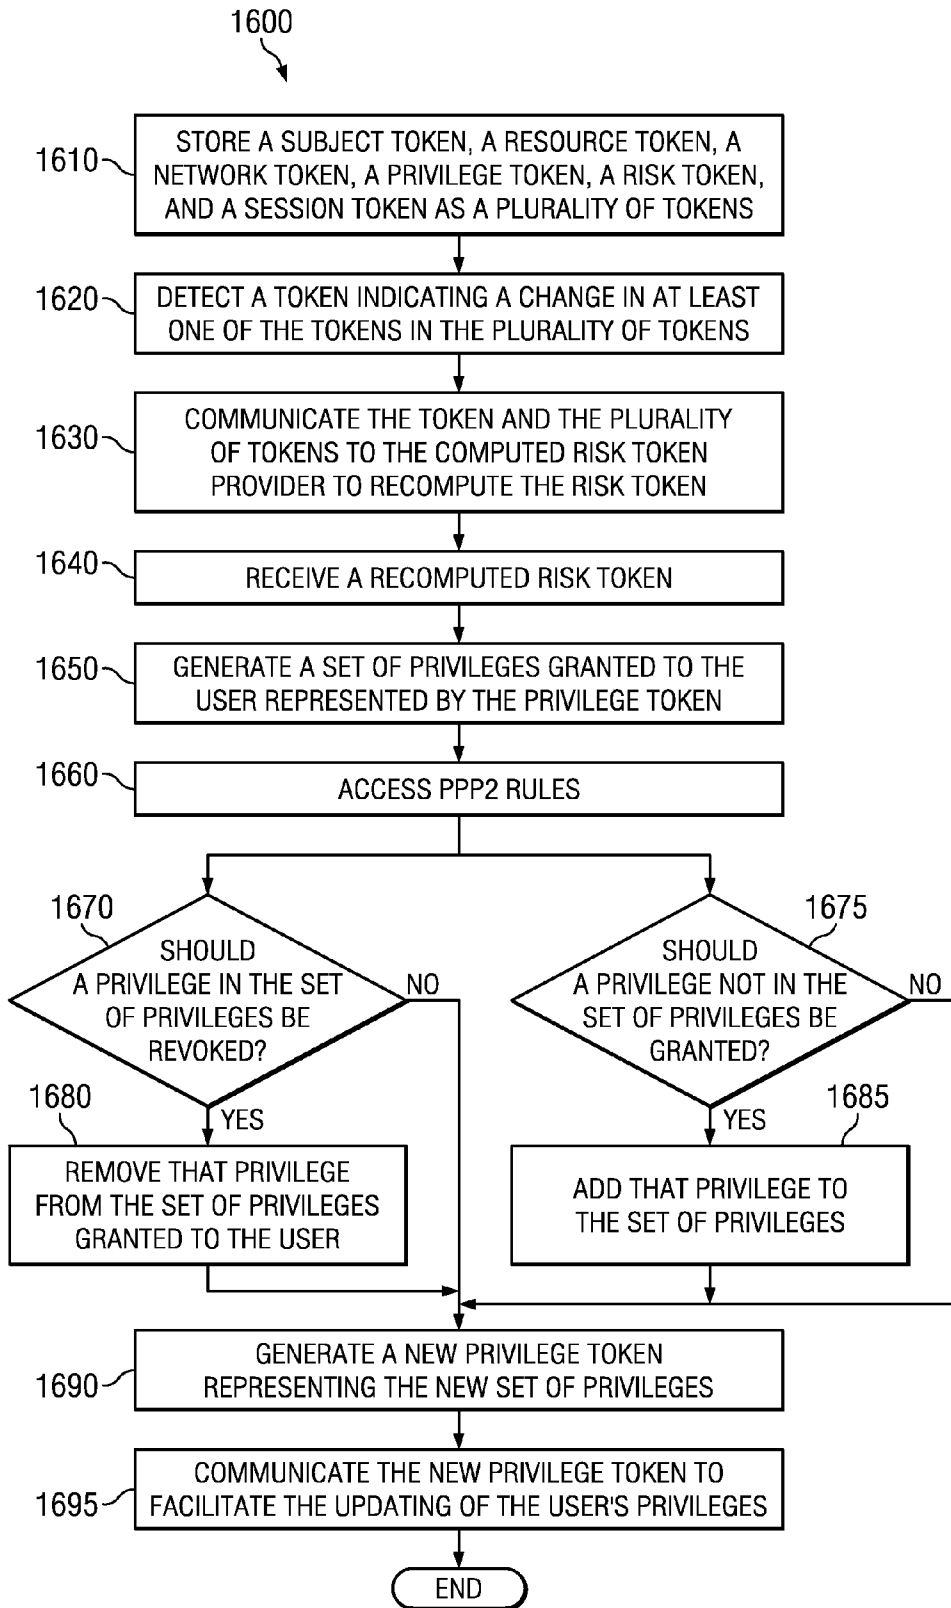 1600
1610
STORE A SUBJECT TOKEN, A RESOURCE TOKEN, A
NETWORK TOKEN, A PRIVILEGE TOKEN, A RISK TOKEN,
AND A SESSION TOKEN AS A PLURALITY OF TOKENS
1620
DETECT A TOKEN INDICATING A CHANGE IN AT LEAST
ONE OF THE TOKENS IN THE PLURALITY OF TOKENS
1630
COMMUNICATE THE TOKEN AND THE PLURALITY
OF TOKENS TO THE COMPUTED RISK TOKEN
PROVIDER TO RECOMPUTE THE RISK TOKEN
1640
RECEIVE A RECOMPUTED RISK TOKEN
1650
GENERATE A SET OF PRIVILEGES GRANTED TO THE
USER REPRESENTED BY THE PRIVILEGE TOKEN
1660
ACCESS PPP2 RULES
1670
SHOULD
A PRIVILEGE IN THE SET
OF PRIVILEGES BE
REVOKED?
NO
YES
1675
SHOULD
A PRIVILEGE NOT IN THE
SET OF PRIVILEGES BE
GRANTED?
NO
YES
1680
REMOVE THAT PRIVILEGE
FROM THE SET OF PRIVILEGES
GRANTED TO THE USER
1685
ADD THAT PRIVILEGE TO
THE SET OF PRIVILEGES
1690
GENERATE A NEW PRIVILEGE TOKEN
REPRESENTING THE NEW SET OF PRIVILEGES
1695
COMMUNICATE THE NEW PRIVILEGE TOKEN TO
FACILITATE THE UPDATING OF THE USER'S PRIVILEGES
END